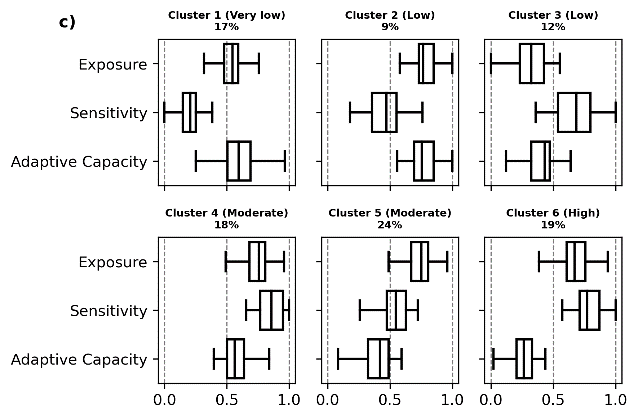 c)
Cluster 1 (Very low)
17%
Cluster 2 (Low)
9%
Cluster 3 (Low)
12%
Exposure
Sensitivity
Adaptive Capacity
Cluster 4 (Moderate)
18%
Cluster 5 (Moderate)
24%
Cluster 6 (High)
19%
Exposure
Sensitivity
Adaptive Capacity
0.0 0.5 1.0 0.0 0.5 1.0 0.0 0.5 1.0